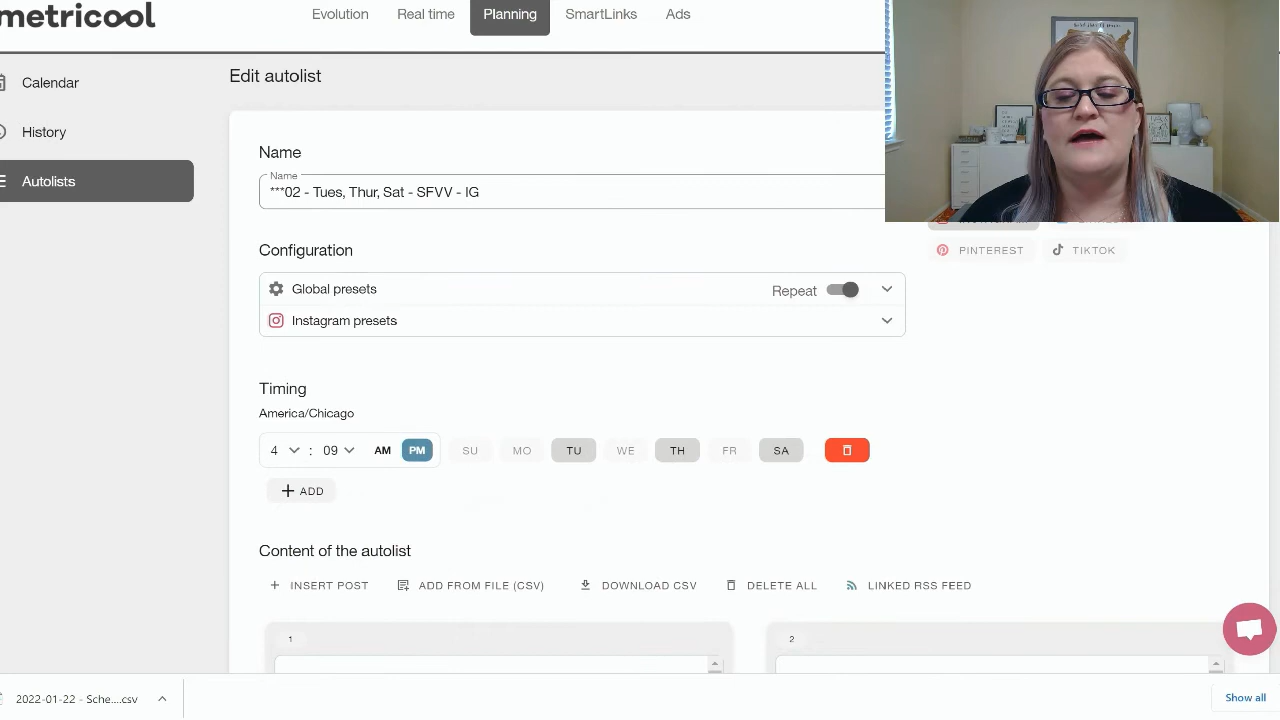 metricool
Evolution
Real time
Planning
SmartLinks
Ads
Calendar
History
Autolists
Edit autolist
Name
Name
***02 - Tues, Thur, Sat - SFVV - IG
PINTEREST
TIKTOK
Configuration
Global presets
Repeat
Instagram presets
Timing
America/Chicago
4 : 09 AM PM SU MO TU WE TH FR SA
+ ADD
Content of the autolist
+ INSERT POST
ADD FROM FILE (CSV)
DOWNLOAD CSV
DELETE ALL
LINKED RSS FEED
1
2
2022-01-22 - Sche....csv
Show all